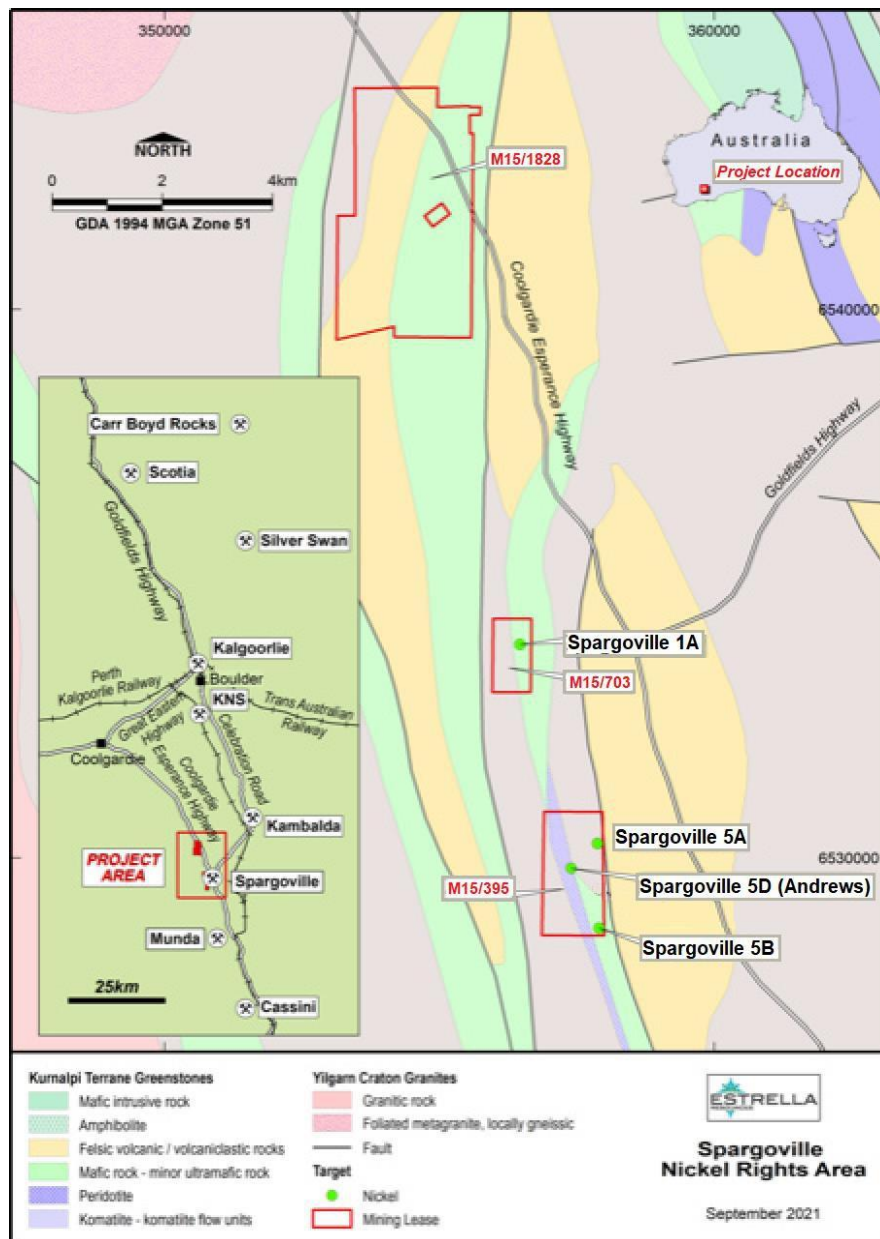 350000
360000
NORTH
0 2 4km
GDA 1994 MGA Zone 51
M15/1828
Australia
Project Location
6540000
Coolgardie Esperance Highway
Goldfields Highway
Carr Boyd Rocks
Scotia
Goldfields Highway
Silver Swan
Kalgoorlie
Boulder
Perth
Kalgoorlie Railway
KNS
Trans Australian
Railway
Great Eastern
Highway
Celebration Road
Coolgardie
Coolgardie
Esperance Highway
Kambalda
PROJECT
AREA
Spargoville
Munda
25km
Cassini
Spargoville 1A
M15/703
Spargoville 5A
6530000
Spargoville 5D (Andrews)
M15/395
Spargoville 5B
Kurnalpi Terrane Greenstones
Mafic intrusive rock
Amphibolite
Felsic volcanic / volcaniclastic rocks
Mafic rock - minor ultramafic rock
Peridotite
Komatiite - komatiite flow units
Yilgarn Craton Granites
Granitic rock
Foliated metagranite, locally gneissic
Fault
Target
Nickel
Mining Lease
ESTRELLA
RESOURCES
Spargoville
Nickel Rights Area
September 2021